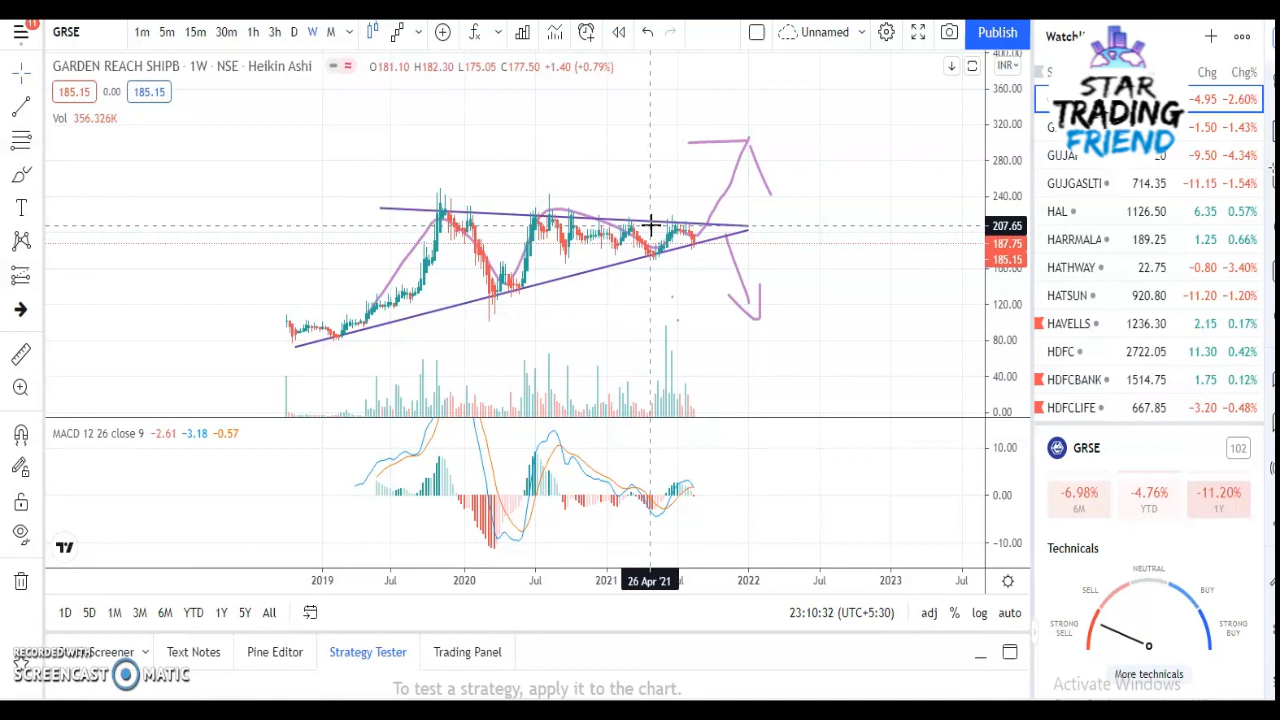 11
GRSE 1m 5m 15m 30m 1h 3h D W M Unnamed Publish
GARDEN REACH SHIPB · 1W · NSE · Heikin Ashi O181.15 182.30 L175.05 C177.50 +1.40 (+0.79%)
INR
185.15 0.00 185.15
Vol 356.326K
400.00
360.00
320.00
280.00
240.00
207.65
187.75
185.15
160.00
120.00
80.00
40.00
0.00
MACD 12 26 close 9 -2.61 -3.18 -0.57
10.00
0.00
-10.00
2019 Jul 2020 Jul 2021 26 Apr '21 2022 Jul 2023 Jul
1D 5D 1M 3M 6M YTD 1Y 5Y All
23:10:32 (UTC+5:30) adj % log auto
Text Notes Pine Editor Strategy Tester Trading Panel
RECORDED WITH
SCREENCAST MATIC
To test a strategy, apply it to the chart.
STAR
TRADING
FRIEND
Chg Chg%
-4.95 -2.60%
-1.50 -1.43%
-9.50 -4.34%
GUJGASLTI 714.35 -11.15 -1.54%
HAL 1126.50 6.35 0.57%
HARRMALA 189.25 1.25 0.66%
HATHWAY 22.75 -0.80 -3.40%
HATSUN 920.80 -11.20 -1.20%
HAVELLS 1236.30 2.15 0.17%
HDFC 2722.05 11.30 0.42%
HDFCBANK 1514.75 1.75 0.12%
HDFCLIFE 667.85 -3.20 -0.48%
GRSE 102
-6.98% -4.76% -11.20%
6M YTD 1Y
Technicals
NEUTRAL
SELL BUY
STRONG SELL STRONG BUY
More technicals
Activate Windows